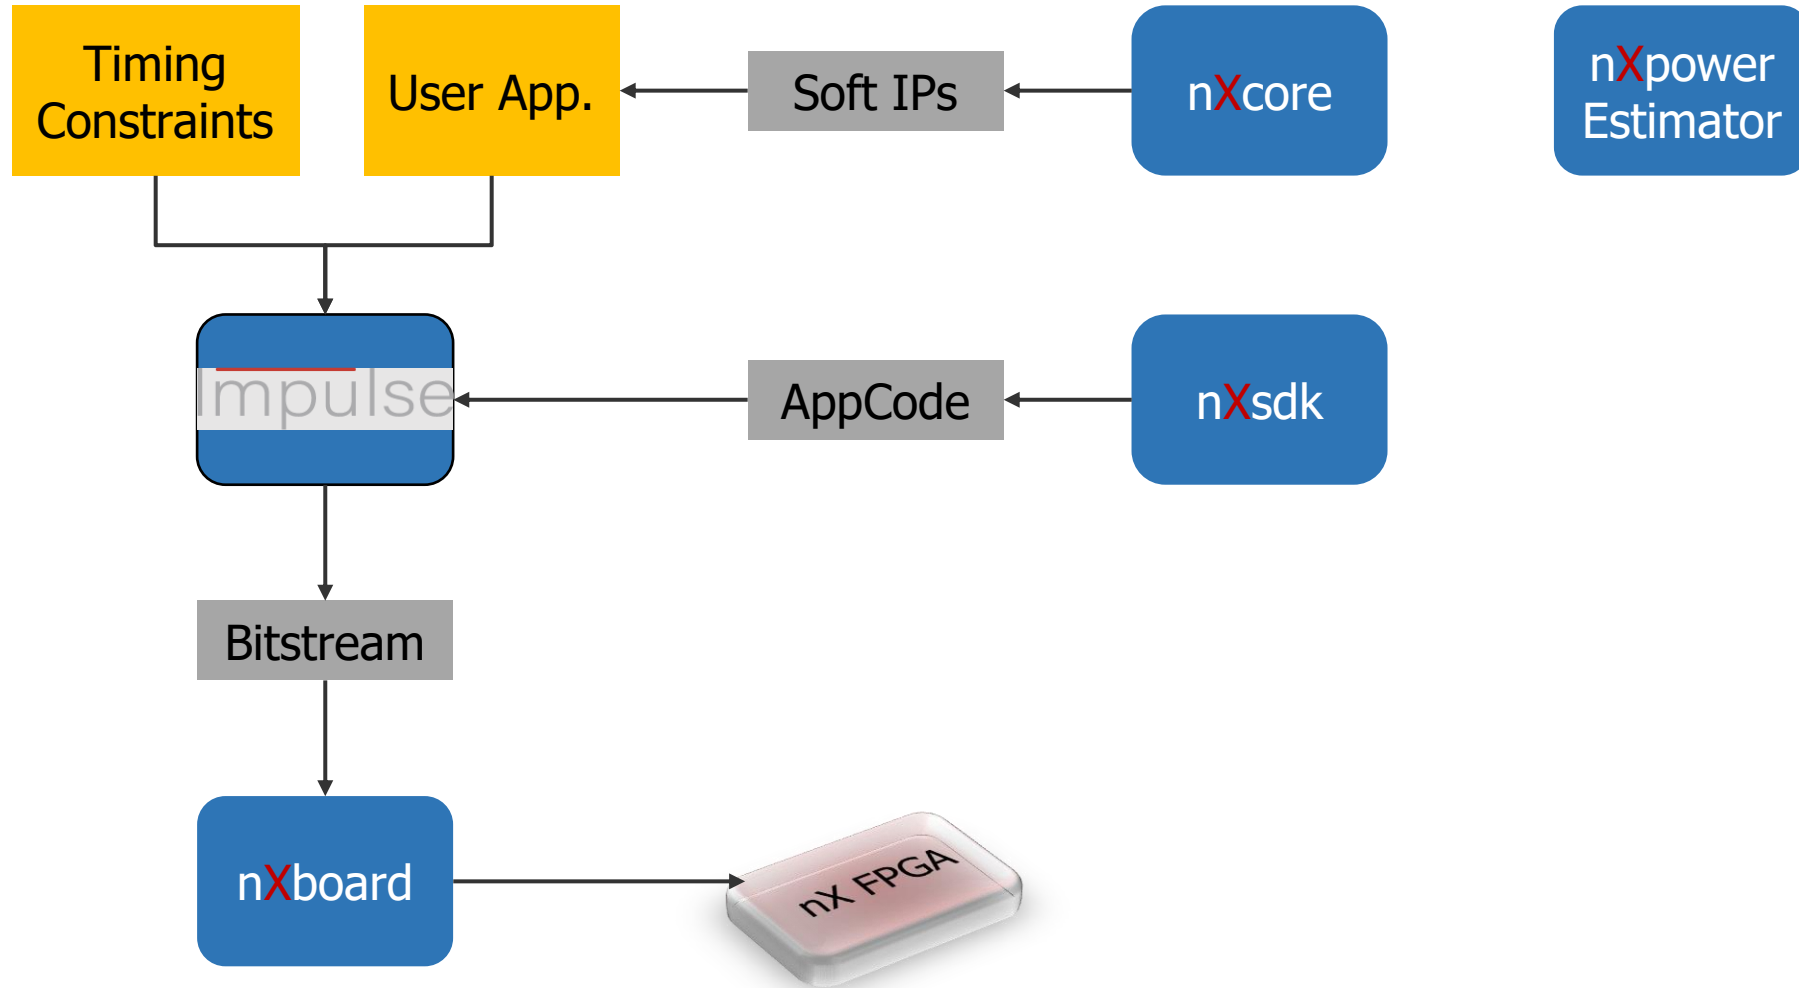 Timing
Constraints
User App.
Soft IPs
nXcore
nXpower
Estimator
Impulse
AppCode
nXsdk
Bitstream
nXboard
nX FPGA